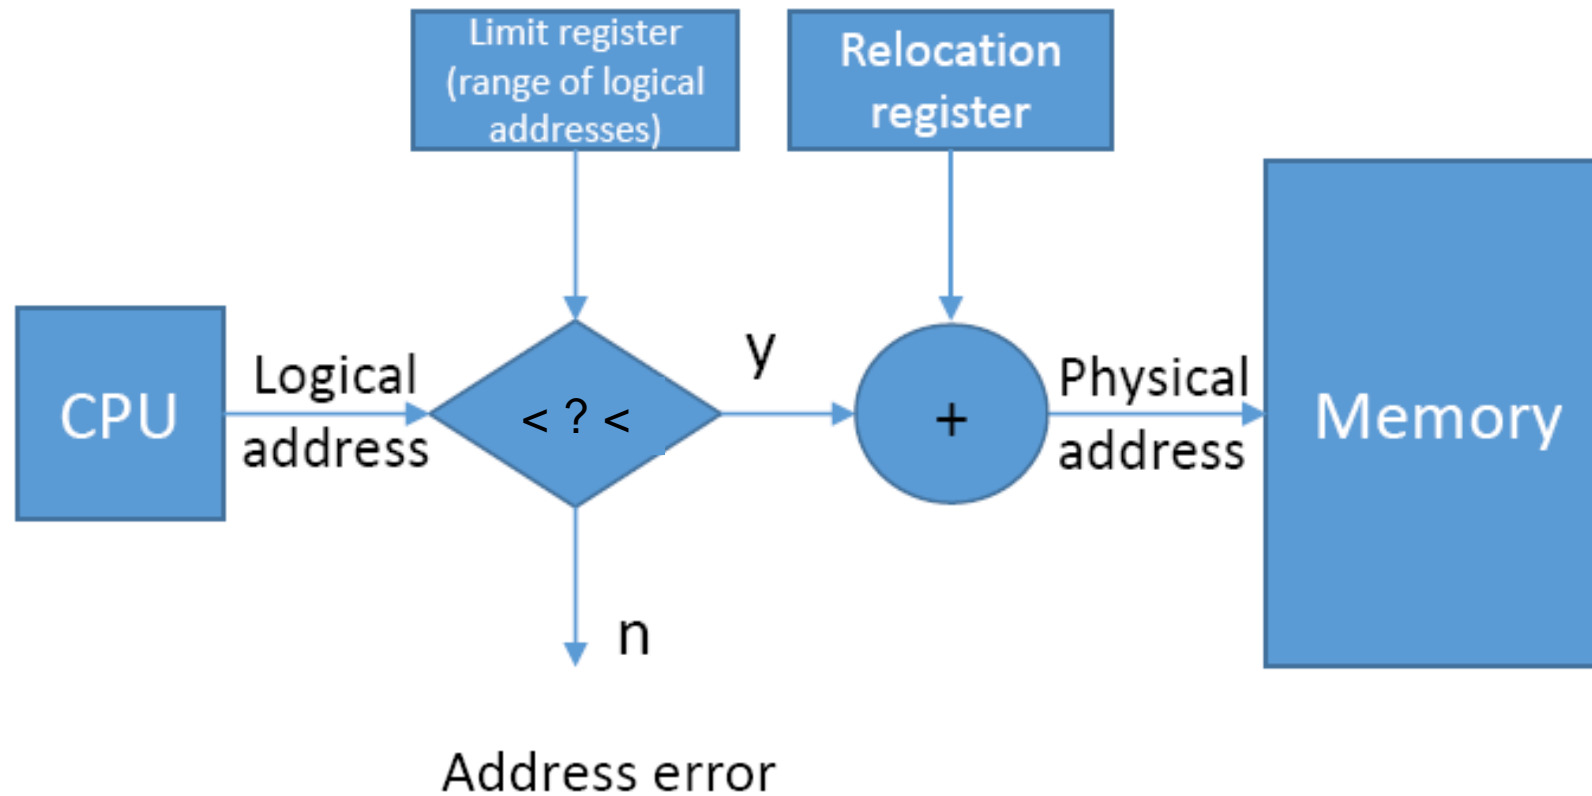 Limit register
(range of logical
addresses)
Relocation
register
CPU
Logical
address
< ? <
y
+
Physical
address
Memory
n
Address error